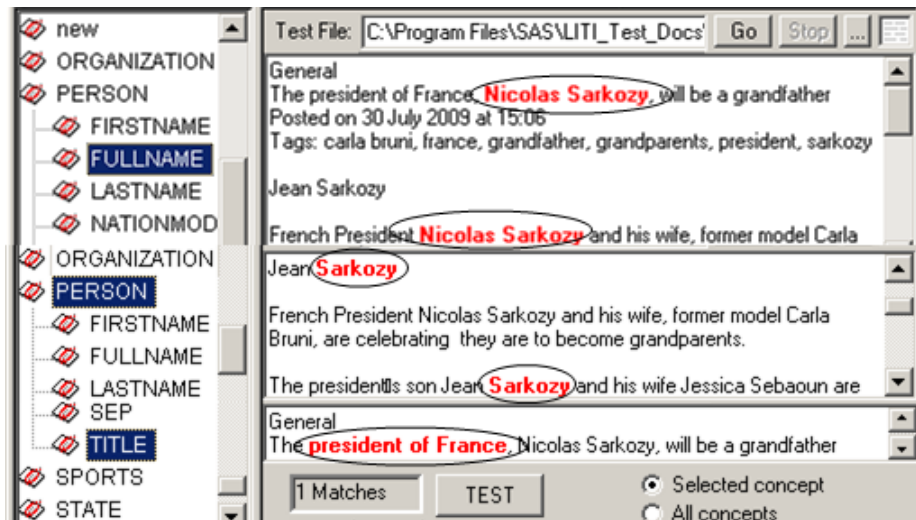 new
ORGANIZATION
PERSON
FIRSTNAME
FULLNAME
LASTNAME
NATIONMOD
ORGANIZATION
PERSON
FIRSTNAME
FULLNAME
LASTNAME
SEP
TITLE
SPORTS
STATE
Test File: C:\Program Files\SAS\LITI_Test_Docs' Go Stop ...
General
The president of France, Nicolas Sarkozy, will be a grandfather
Posted on 30 July 2009 at 15:06
Tags: carla bruni, france, grandfather, grandparents, president, sarkozy
Jean Sarkozy
French President Nicolas Sarkozy and his wife, former model Carla
Jean Sarkozy
French President Nicolas Sarkozy and his wife, former model Carla
Bruni, are celebrating they are to become grandparents.
The president▯s son Jean Sarkozy and his wife Jessica Sebaoun are
General
The president of France, Nicolas Sarkozy, will be a grandfather
1 Matches TEST Selected concept
All concepts